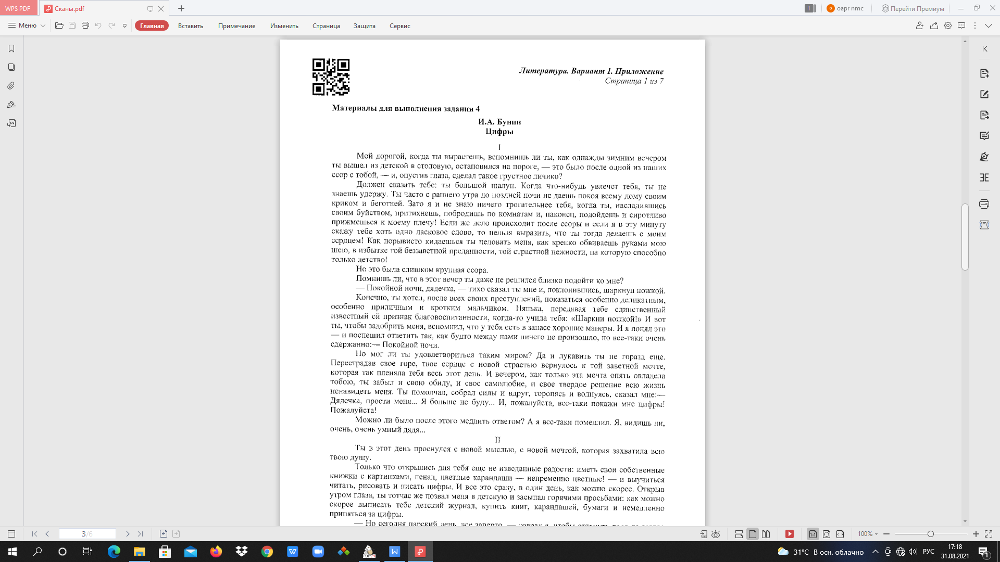 WPS PDF
Сканы.pdf
1
oapr nmc
Перейти Премиум
Меню
Главная
Вставить
Примечание
Изменить
Страница
Защита
Сервис
Литература. Вариант 1. Приложение
Страница 1 из 7
Материалы для выполнения задания 4
И.А. Бунин
Цифры
I
Мой дорогой, когда ты вырастешь, вспомнишь ли ты, как однажды зимним вечером
ты вышел из детской в столовую, остановился на пороге, — это было после одной из наших
ссор с тобой, — и, опустив глаза, сделал такое грустное личико?
Должен сказать тебе: ты большой шалун. Когда что-нибудь увлечет тебя, ты не
знаешь удержу. Ты часто с раннего утра до поздней ночи не даешь покоя всему дому своим
криком и беготней. Зато я и не знаю ничего трогательнее тебя, когда ты, насладившись
своим буйством, притихнешь, побродишь по комнатам и, наконец, подойдешь и сиротливо
прижмешься к моему плечу! Если же дело происходит после ссоры и если я в эту минуту
скажу тебе хоть одно ласковое слово, то нельзя выразить, что ты тогда делаешь с моим
сердцем! Как порывисто кидаешься ты целовать меня, как крепко обвиваешь руками мою
шею, в избытке той беззаветной преданности, той страстной нежности, на которую способно
только детство!
Но это была слишком крупная ссора.
Помнишь ли, что в этот вечер ты даже не решился близко подойти ко мне?
— Покойной ночи, дядечка, — тихо сказал ты мне и, поклонившись, шаркнул ножкой.
Конечно, ты хотел, после всех своих преступлений, показаться особенно деликатным,
особенно приличным и кротким мальчиком. Нянька, передавая тебе единственный
известный ей признак благовоспитанности, когда-то учила тебя: «Шаркни ножкой!» И вот
ты, чтобы задобрить меня, вспомнил, что у тебя есть в запасе хорошие манеры. И я понял это
— и поспешил ответить так, как будто между нами ничего не произошло, но все-таки очень
сдержанно:— Покойной ночи.
Но мог ли ты удовлетвориться таким миром? Да и лукавить ты не горазд еще.
Перестрадав свое горе, твое сердце с новой страстью вернулось к той заветной мечте,
которая так пленяла тебя весь этот день. И вечером, как только эта мечта опять овладела
тобою, ты забыл и свою обиду, и свое самолюбие, и свое твердое решение всю жизнь
ненавидеть меня. Ты помолчал, собрал силы и вдруг, торопясь и волнуясь, сказал мне:—
Дядечка, прости меня... Я больше не буду... И, пожалуйста, все-таки покажи мне цифры!
Пожалуйста!
Можно ли было после этого медлить ответом? А я все-таки помедлил. Я, видишь ли,
очень, очень умный дядя...
II
Ты в этот день проснулся с новой мыслью, с новой мечтой, которая захватила всю
твою душу.
Только что открылись для тебя еще не изведанные радости: иметь свои собственные
книжки с картинками, пенал, цветные карандаши — непременно цветные! — и выучиться
читать, рисовать и писать цифры. И все это сразу, в один день, как можно скорее. Открыв
утром глаза, ты тотчас же позвал меня в детскую и засыпал горячими просьбами: как можно
скорее выписать тебе детский журнал, купить книг, карандашей, бумаги и немедленно
приняться за цифры.
— Но сегодня царский день, все заперто, — соврал я, чтобы оттянуть дело до завтра
3/6
100%
31°C В осн. облачно
РУС
17:18
31.08.2021
1